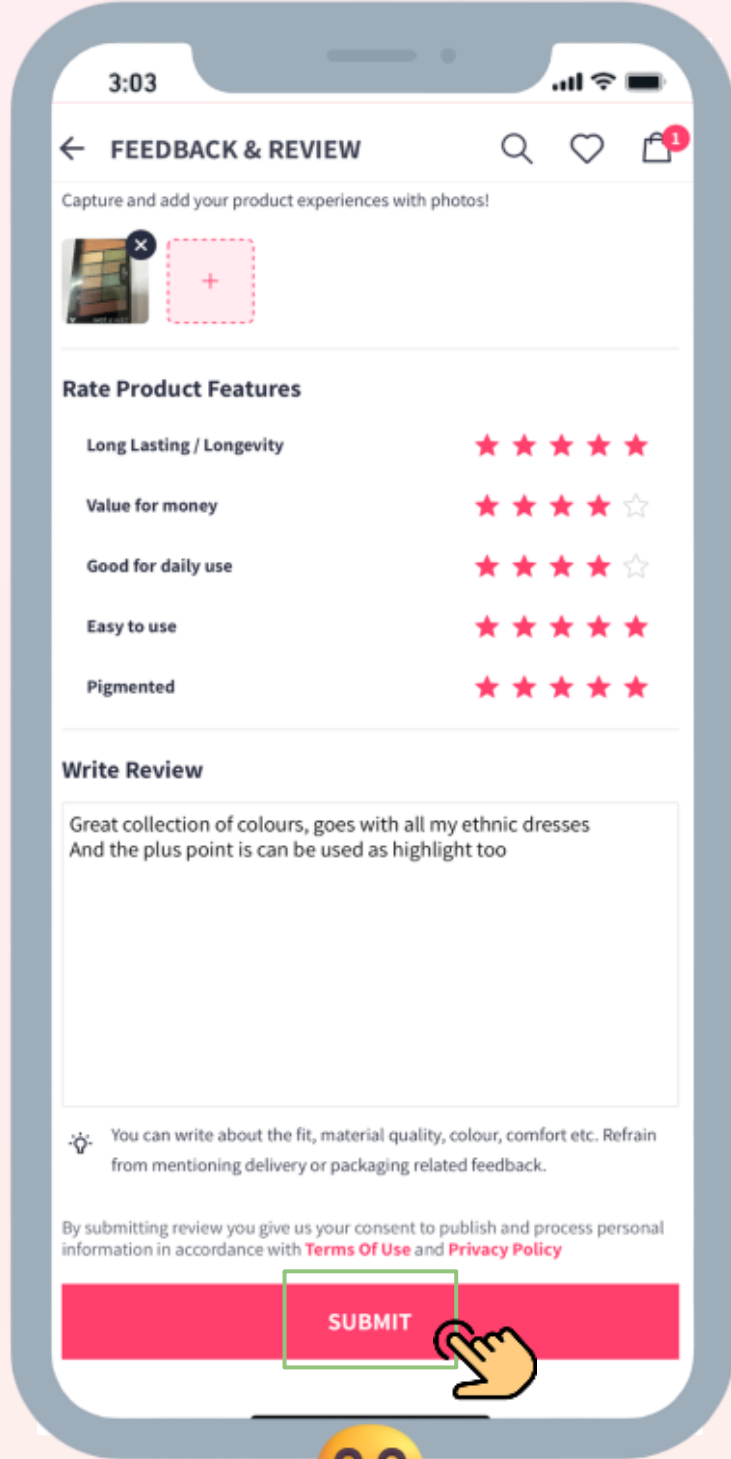 3:03
FEEDBACK & REVIEW
1
Capture and add your product experiences with photos!
Rate Product Features
Long Lasting / Longevity
Value for money
Good for daily use
Easy to use
Pigmented
Write Review
Great collection of colours, goes with all my ethnic dresses
And the plus point is can be used as highlight too
You can write about the fit, material quality, colour, comfort etc. Refrain
from mentioning delivery or packaging related feedback.
By submitting review you give us your consent to publish and process personal
information in accordance with Terms Of Use and Privacy Policy
SUBMIT